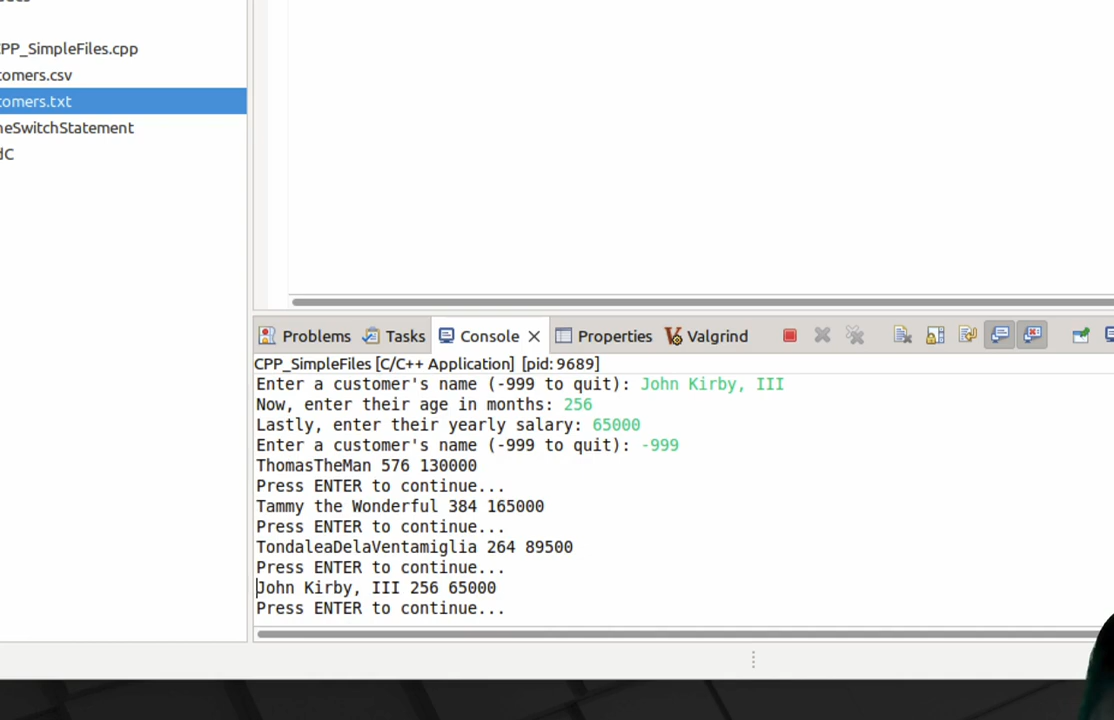 CPP_SimpleFiles.cpp
tomers.csv
tomers.txt
heSwitchStatement
dC
Problems Tasks Console Properties Valgrind
CPP_SimpleFiles [C/C++ Application] [pid: 9689]
Enter a customer's name (-999 to quit): John Kirby, III
Now, enter their age in months: 256
Lastly, enter their yearly salary: 65000
Enter a customer's name (-999 to quit): -999
ThomasTheMan 576 130000
Press ENTER to continue...
Tammy the Wonderful 384 165000
Press ENTER to continue...
TondaleaDelaVentamiglia 264 89500
Press ENTER to continue...
John Kirby, III 256 65000
Press ENTER to continue...